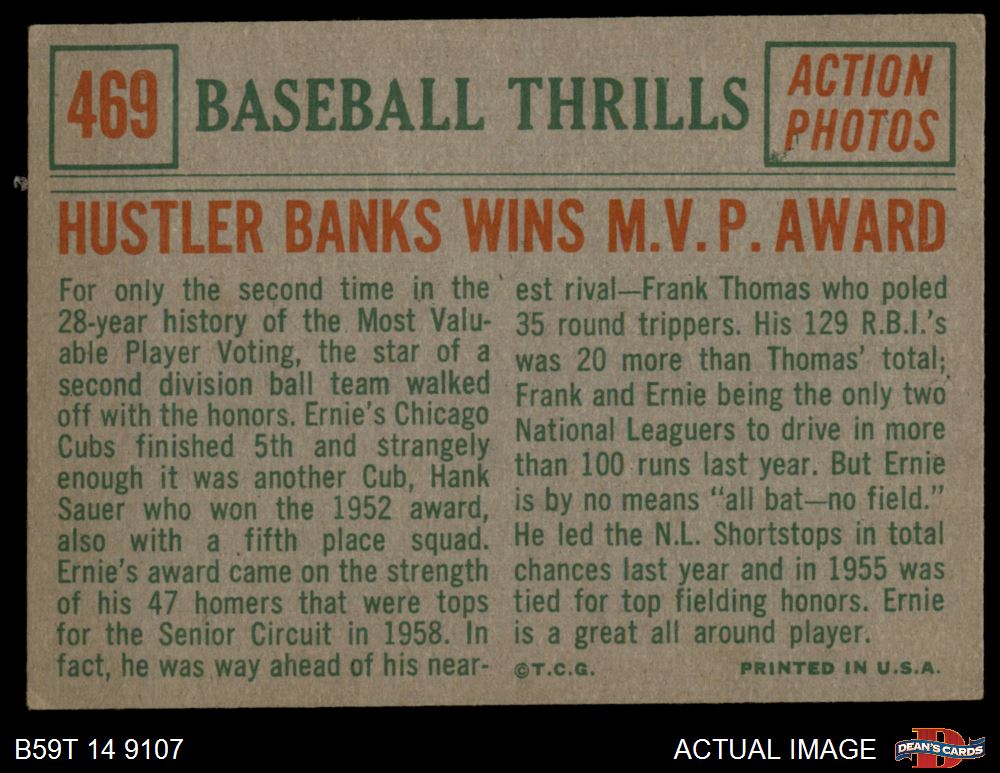 469
BASEBALL THRILLS
ACTION
PHOTOS
HUSTLER BANKS WINS M.V.P. AWARD
For only the second time in the
28-year history of the Most Valu-
able Player Voting, the star of a
second division ball team walked
off with the honors. Ernie's Chicago
Cubs finished 5th and strangely
enough it was another Cub, Hank
Sauer who won the 1952 award,
also with a fifth place squad.
Ernie's award came on the strength
of his 47 homers that were tops
for the Senior Circuit in 1958. In
fact, he was way ahead of his near-
est rival—Frank Thomas who poled
35 round trippers. His 129 R.B.I.'s
was 20 more than Thomas' total;
Frank and Ernie being the only two
National Leaguers to drive in more
than 100 runs last year. But Ernie
is by no means "all bat—no field."
He led the N.L. Shortstops in total
chances last year and in 1955 was
tied for top fielding honors. Ernie
is a great all around player.
©T.C.G.
PRINTED IN U.S.A.
B59T 14 9107
ACTUAL IMAGE
DEAN'S CARDS